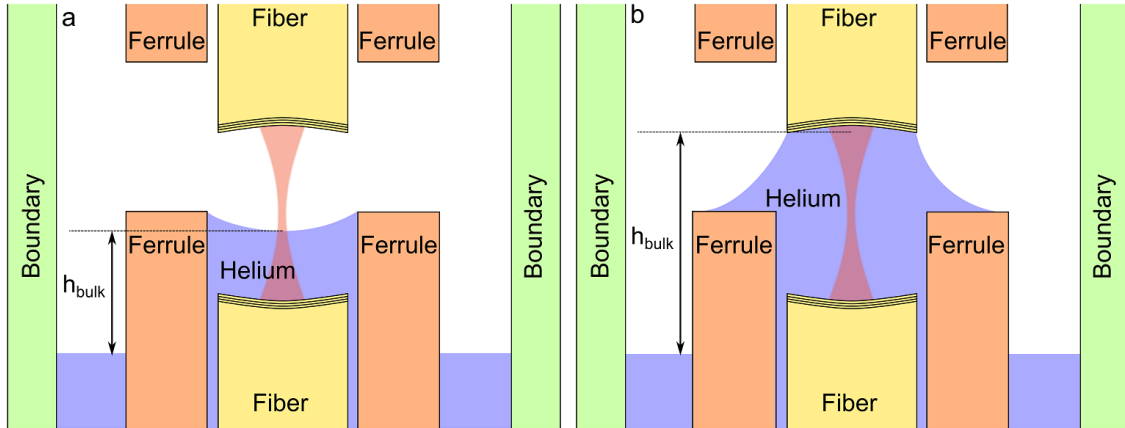 a
Fiber
Ferrule
Ferrule
Boundary
Boundary
Ferrule
Ferrule
Helium
h_bulk
Fiber
b
Fiber
Ferrule
Ferrule
Boundary
Boundary
Helium
Ferrule
Ferrule
h_bulk
Fiber